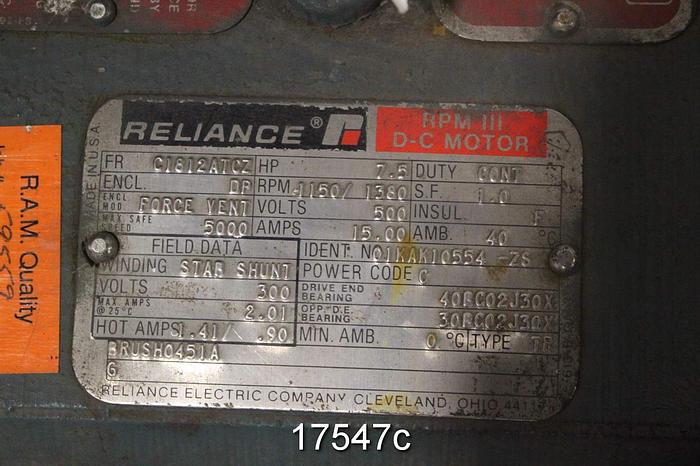 MADE IN U.S.A.
RELIANCE ® RPM III
D-C MOTOR
FR C1812ATCZ HP 7.5 DUTY CONT
ENCL. DP RPM 1150/ 1380 S.F. 1.0
ENCL MOD FORCE VENT VOLTS 500 INSUL. F
MAX. SAFE SPEED 5000 AMPS 15.00 AMB. 40 °C
FIELD DATA IDENT. NO 1KAK10554 -ZS
WINDING STAB SHUNT POWER CODE C
VOLTS 300 DRIVE END BEARING 40BC02J30X
MAX AMPS @ 25°C 2.01 OPP. D.E. BEARING 30BC02J30X
HOT AMPS 1.41/ .90 MIN. AMB. 0 °C TYPE TR
BRUSH0451A
G
RELIANCE ELECTRIC COMPANY CLEVELAND, OHIO 44117
R.A.M. Quality
17547c